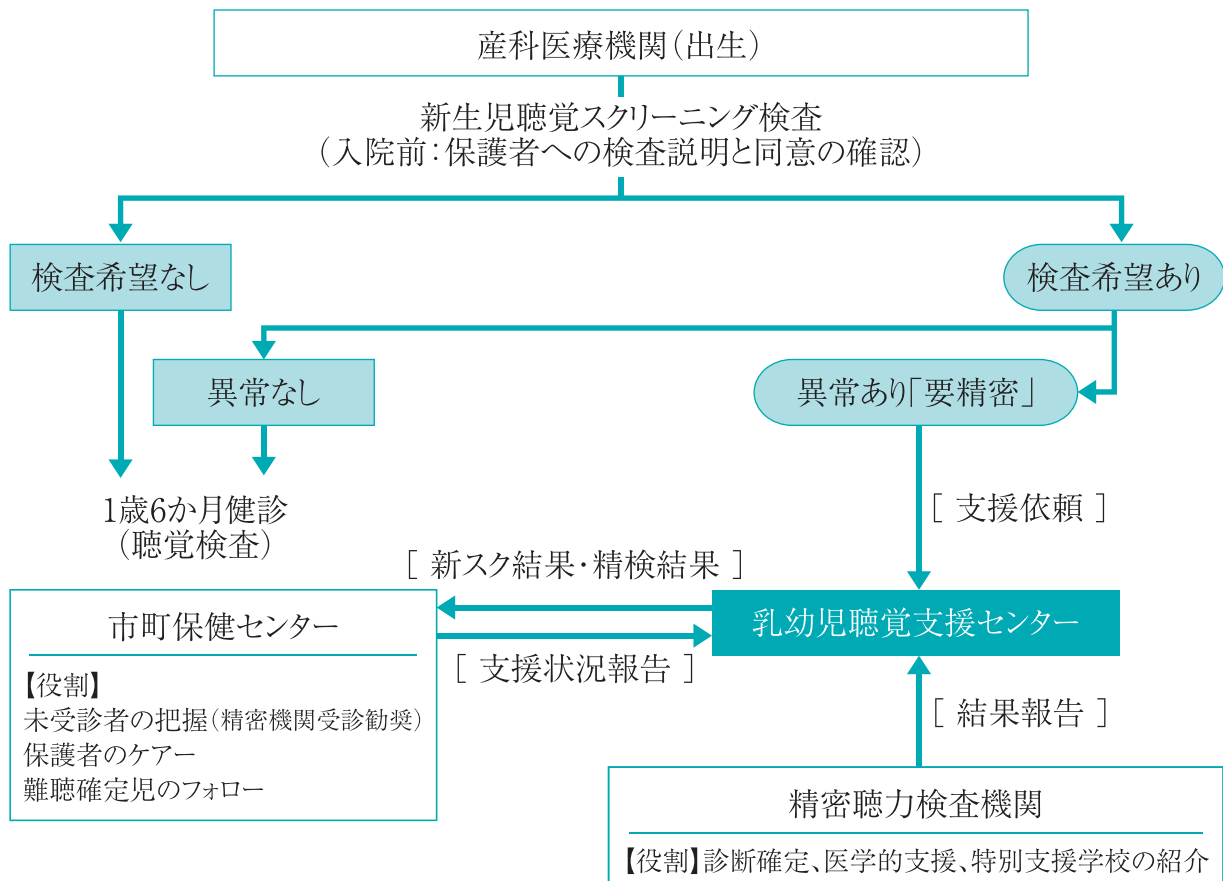 産科医療機関(出生)
新生児聴覚スクリーニング検査
(入院前:保護者への検査説明と同意の確認)
検査希望なし
検査希望あり
異常なし
異常あり「要精密」
1歳6か月健診
(聴覚検査)
[ 支援依頼 ]
[ 新スク結果・精検結果 ]
乳幼児聴覚支援センター
市町保健センター
[ 支援状況報告 ]
【役割】
未受診者の把握(精密機関受診勧奨)
保護者のケアー
難聴確定児のフォロー
[ 結果報告 ]
精密聴力検査機関
【役割】診断確定、医学的支援、特別支援学校の紹介